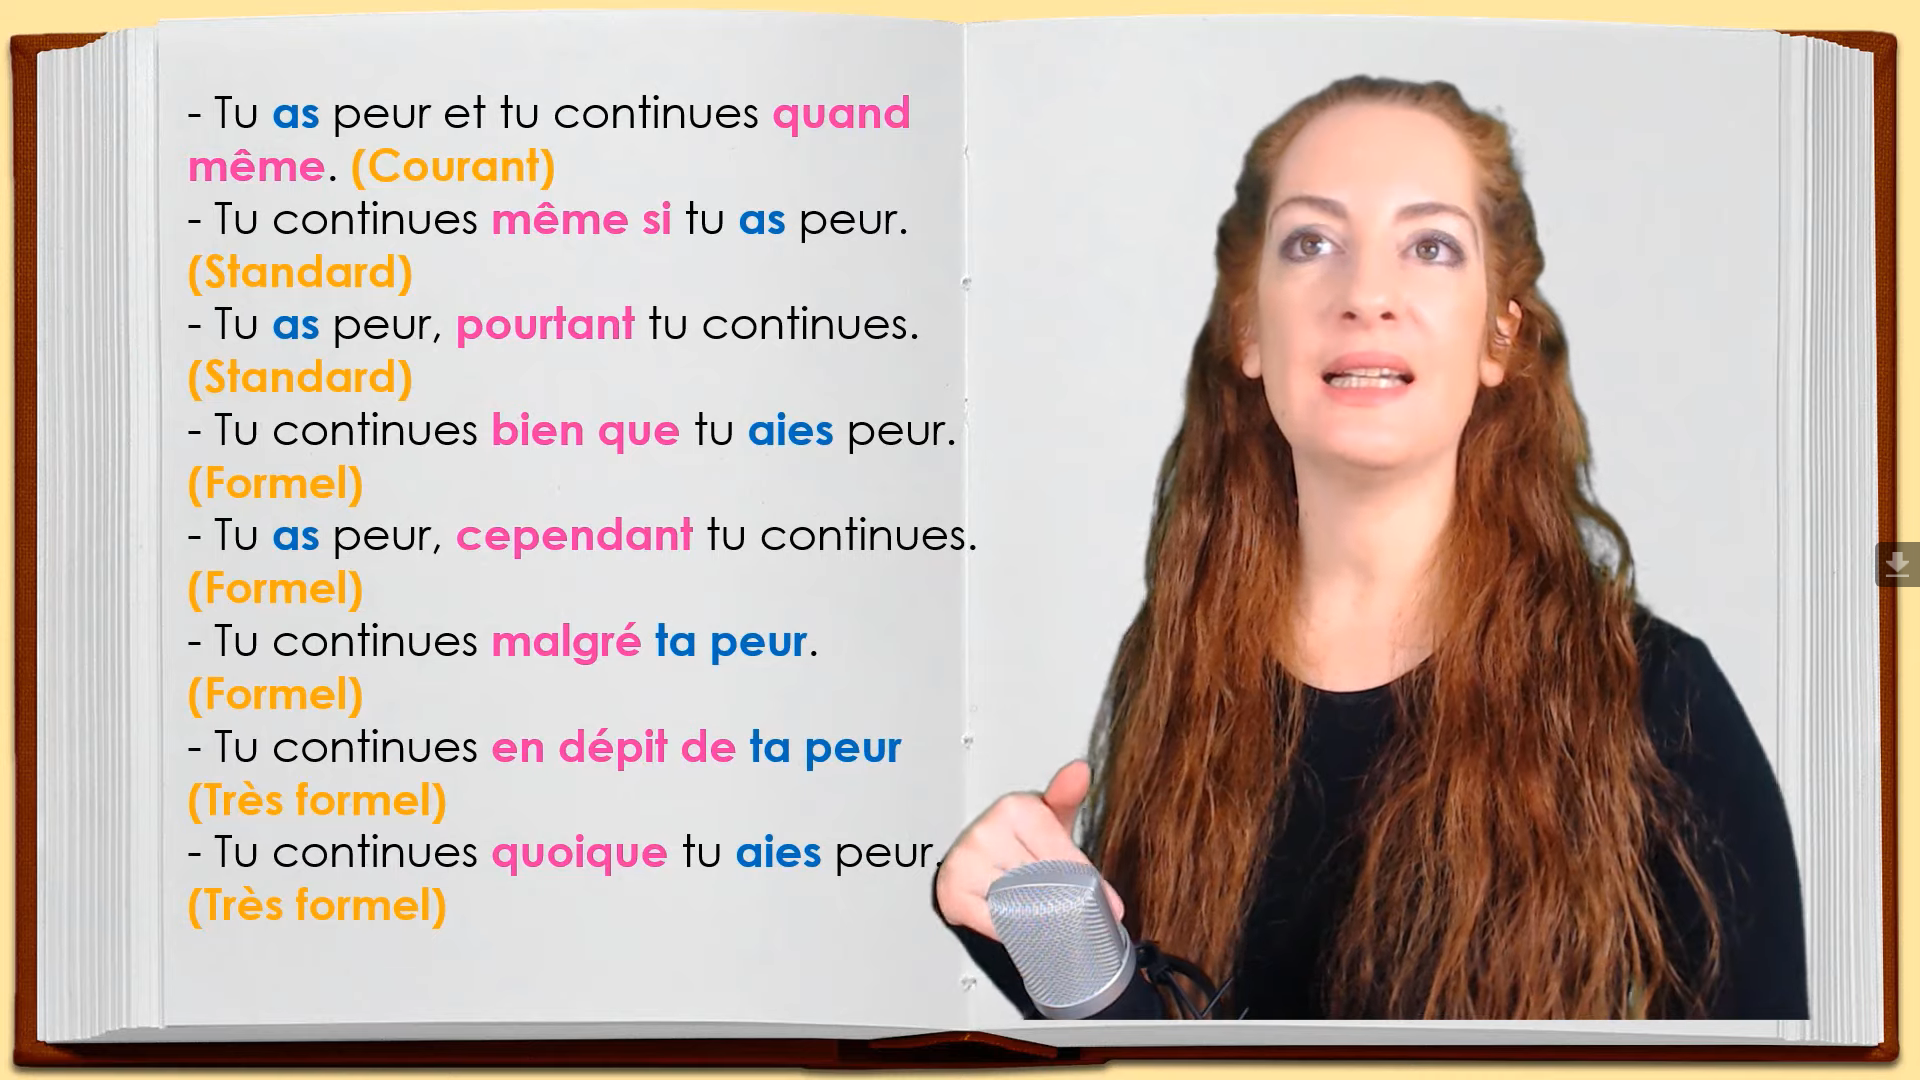 - Tu as peur et tu continues quand
même. (Courant)
- Tu continues même si tu as peur.
(Standard)
- Tu as peur, pourtant tu continues.
(Standard)
- Tu continues bien que tu aies peur.
(Formel)
- Tu as peur, cependant tu continues.
(Formel)
- Tu continues malgré ta peur.
(Formel)
- Tu continues en dépit de ta peur
(Très formel)
- Tu continues quoique tu aies peur.
(Très formel)